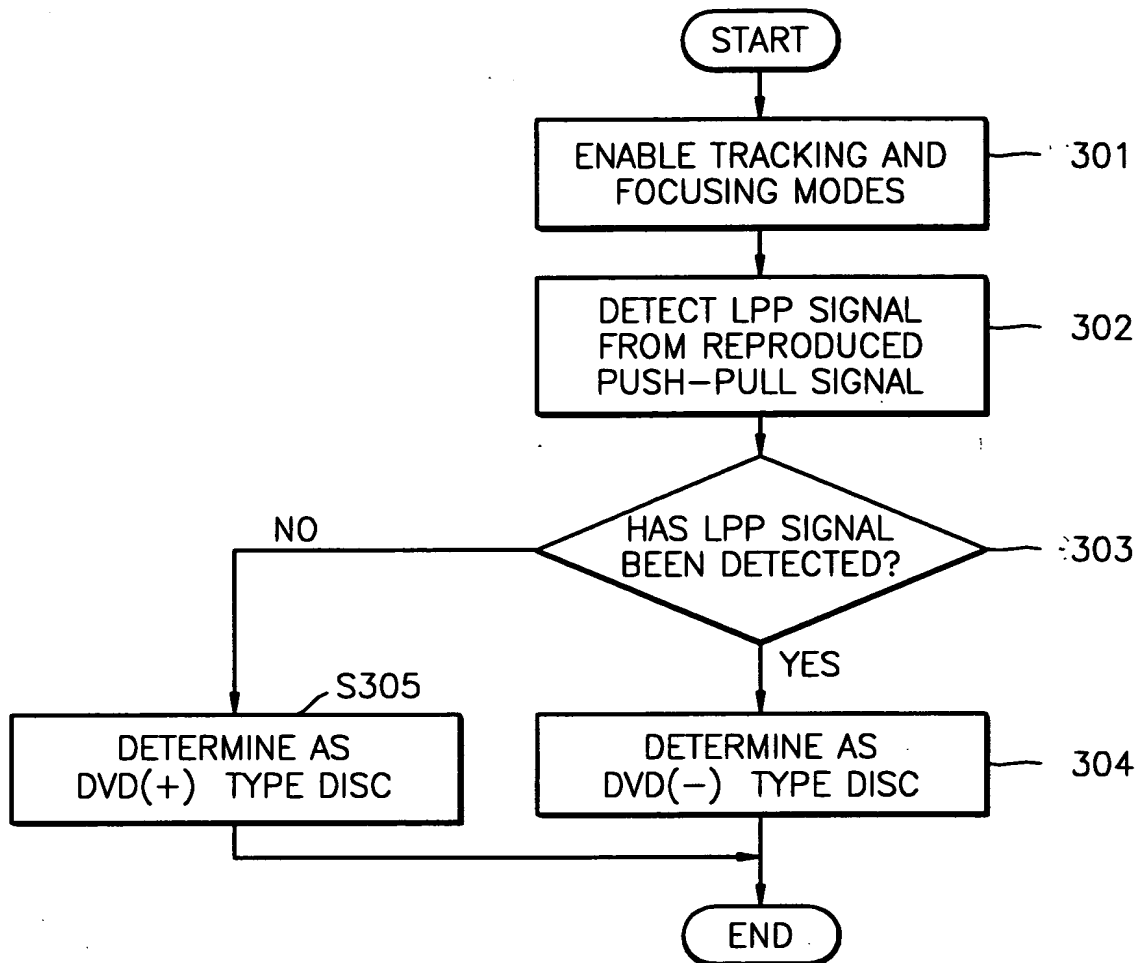 START
ENABLE TRACKING AND
FOCUSING MODES
301
DETECT LPP SIGNAL
FROM REPRODUCED
PUSH-PULL SIGNAL
302
HAS LPP SIGNAL
BEEN DETECTED?
303
NO
YES
S305
DETERMINE AS
DVD(+) TYPE DISC
DETERMINE AS
DVD(-) TYPE DISC
304
END